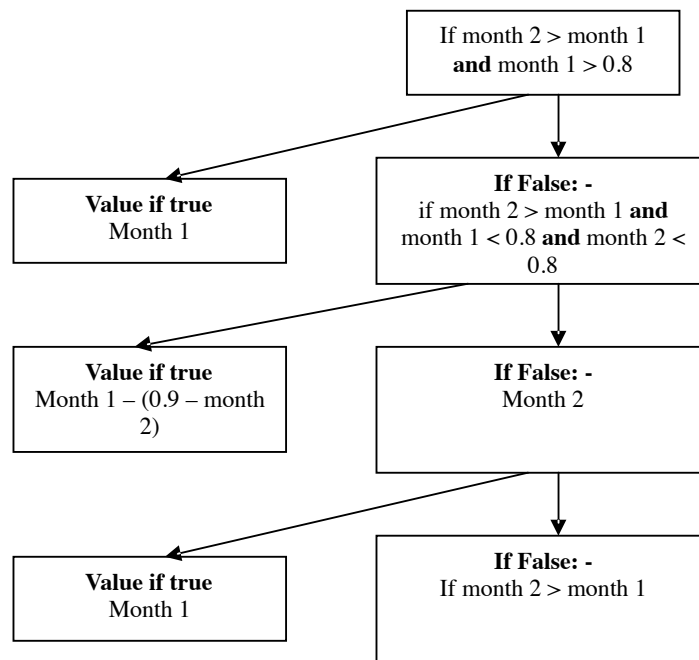 If month 2 > month 1
and month 1 > 0.8
Value if true
Month 1
If False: -
if month 2 > month 1 and
month 1 < 0.8 and month 2 <
0.8
Value if true
Month 1 – (0.9 – month
2)
If False: -
Month 2
Value if true
Month 1
If False: -
If month 2 > month 1